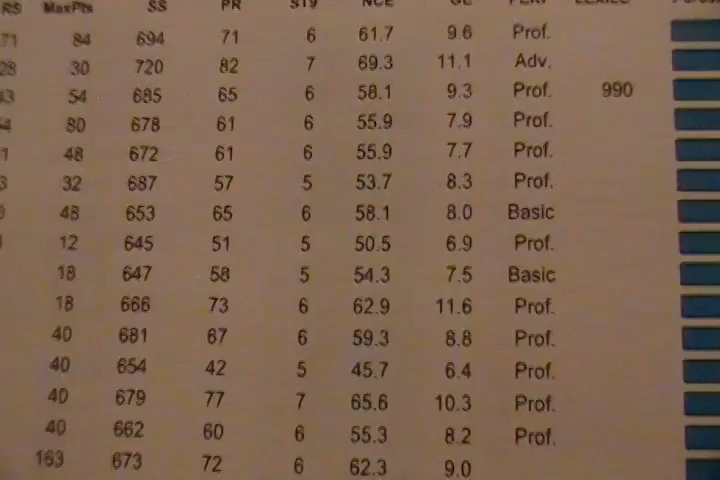 RS MaxPts SS PR ST9 NCE GE PERF LEXILE
71 84 694 71 6 61.7 9.6 Prof.
28 30 720 82 7 69.3 11.1 Adv.
43 54 685 65 6 58.1 9.3 Prof. 990
80 678 61 6 55.9 7.9 Prof.
48 672 61 6 55.9 7.7 Prof.
32 687 57 5 53.7 8.3 Prof.
48 653 65 6 58.1 8.0 Basic
12 645 51 5 50.5 6.9 Prof.
18 647 58 5 54.3 7.5 Basic
18 666 73 6 62.9 11.6 Prof.
40 681 67 6 59.3 8.8 Prof.
40 654 42 5 45.7 6.4 Prof.
40 679 77 7 65.6 10.3 Prof.
40 662 60 6 55.3 8.2 Prof.
163 673 72 6 62.3 9.0